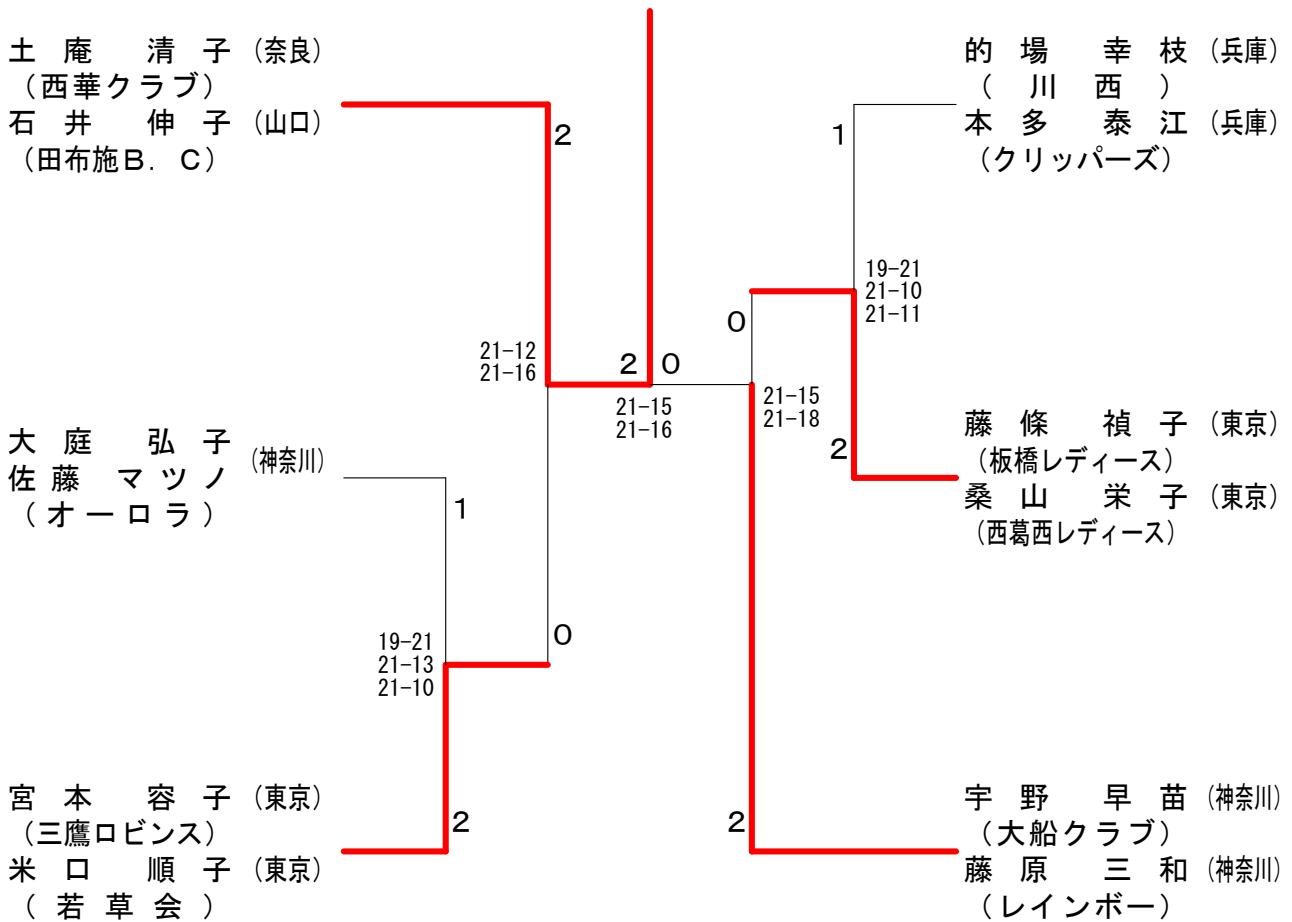 土庵　清子（奈良）
（西華クラブ）
石井　伸子（山口）
（田布施Ｂ．Ｃ）
2
21-12
21-16
大庭　弘子
佐藤　マツノ
（神奈川）
（オーロラ）
1
19-21
21-13
21-10
0
宮本　容子（東京）
（三鷹ロビンス）
米口　順子（東京）
（若草会）
2
2 0
21-15
21-16
的場　幸枝（兵庫）
（川西）
本多　泰江（兵庫）
（クリッパーズ）
1
19-21
21-10
21-11
0
21-15
21-18
藤條　禎子（東京）
（板橋レディース）
桑山　栄子（東京）
（西葛西レディース）
2
宇野　早苗（神奈川）
（大船クラブ）
藤原　三和（神奈川）
（レインボー）
2